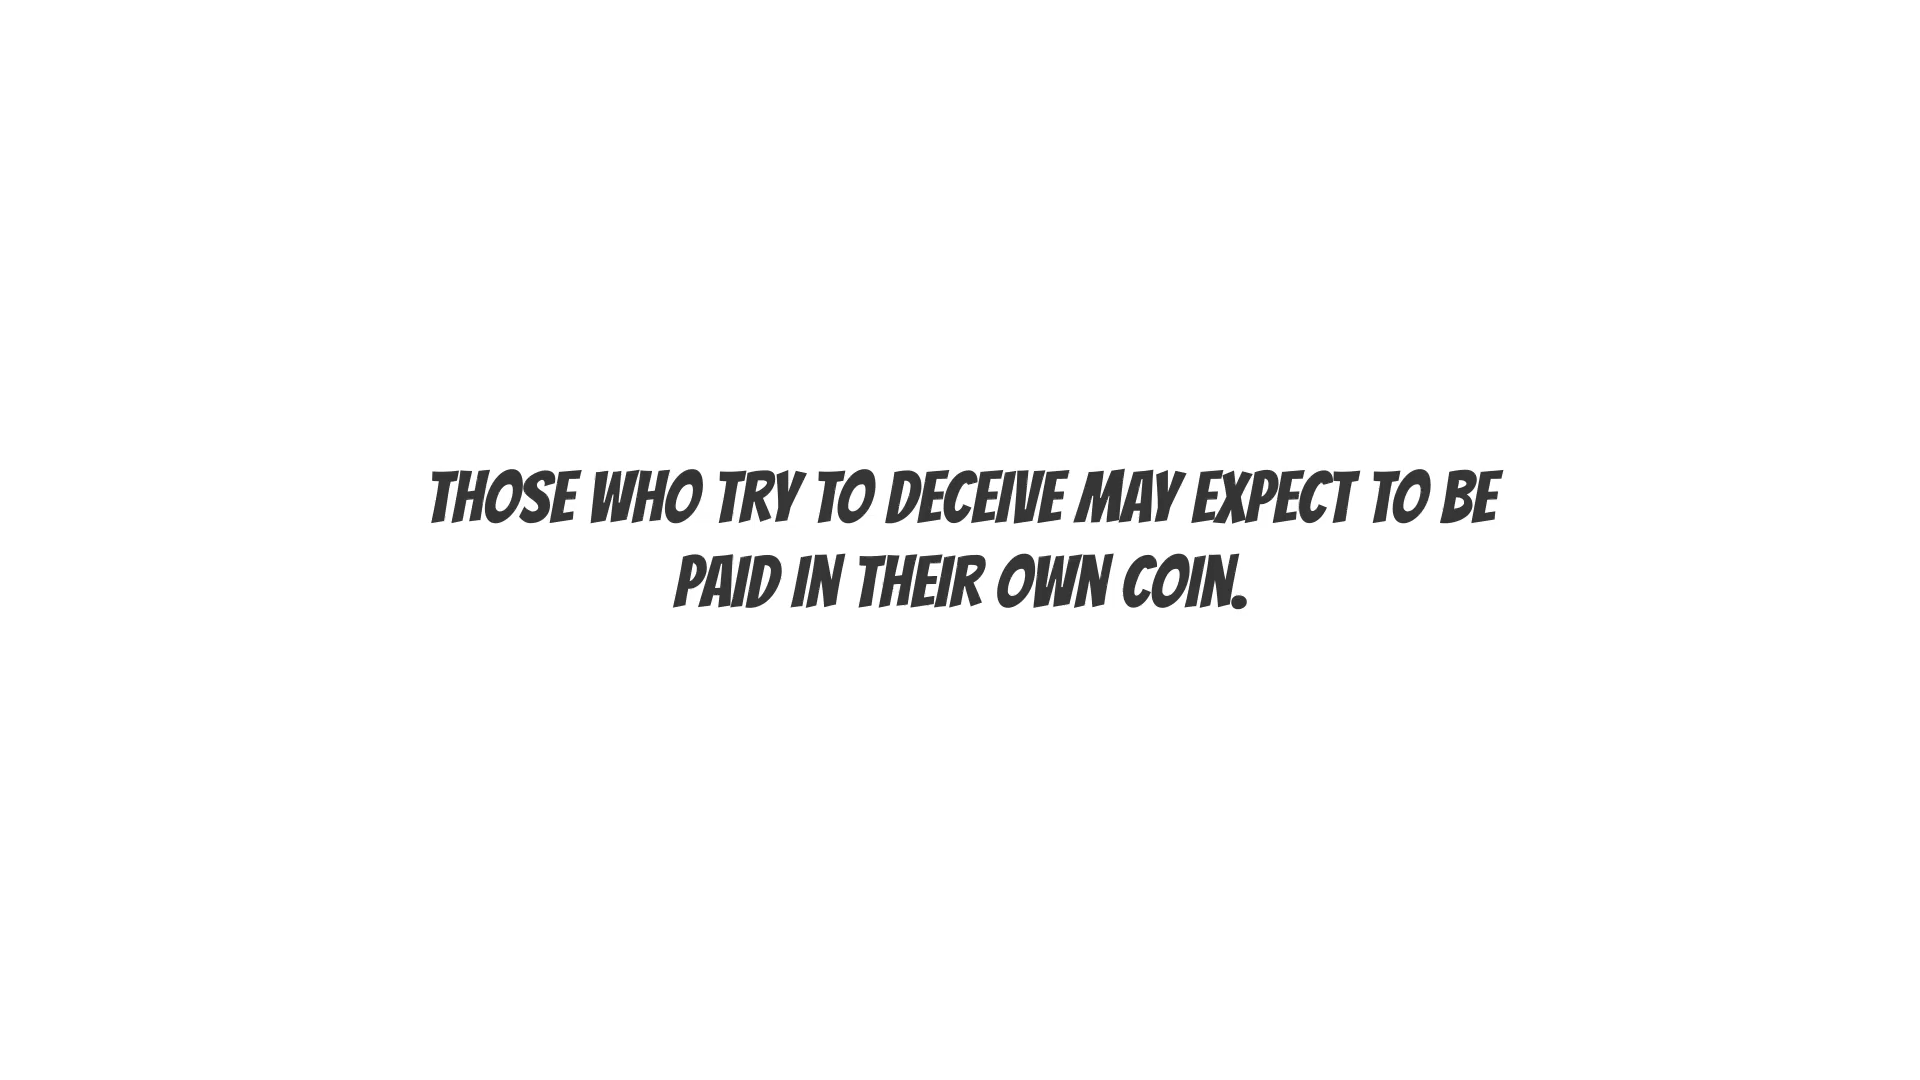 THOSE WHO TRY TO DECEIVE MAY EXPECT TO BE
PAID IN THEIR OWN COIN.